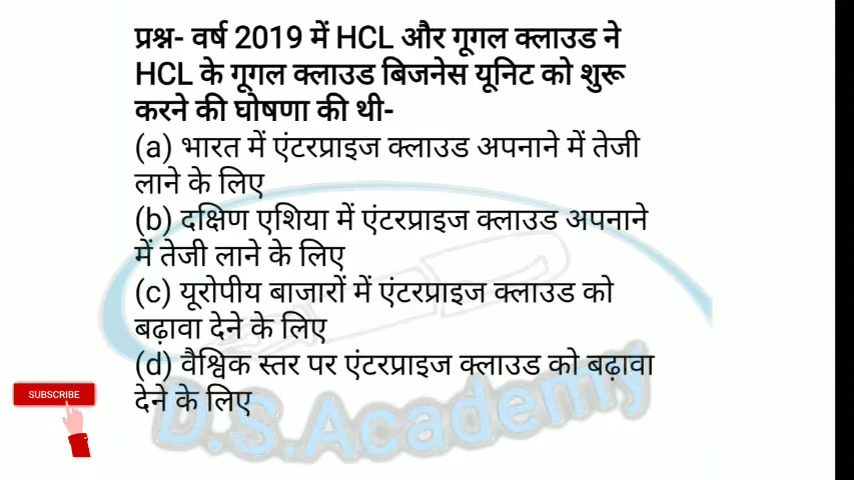 प्रश्न- वर्ष 2019 में HCL और गूगल क्लाउड ने
HCL के गूगल क्लाउड बिजनेस यूनिट को शुरू
करने की घोषणा की थी-
(a) भारत में एंटरप्राइज क्लाउड अपनाने में तेजी
लाने के लिए
(b) दक्षिण एशिया में एंटरप्राइज क्लाउड अपनाने
में तेजी लाने के लिए
(c) यूरोपीय बाजारों में एंटरप्राइज क्लाउड को
बढ़ावा देने के लिए
(d) वैश्विक स्तर पर एंटरप्राइज क्लाउड को बढ़ावा
देने के लिए
SUBSCRIBE
D.S.Academy